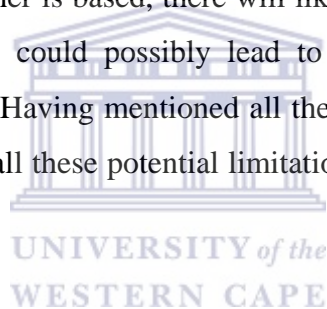 ner is based, there will lik
could possibly lead to
Having mentioned all the
all these potential limitatio
UNIVERSITY of the
WESTERN CAPE